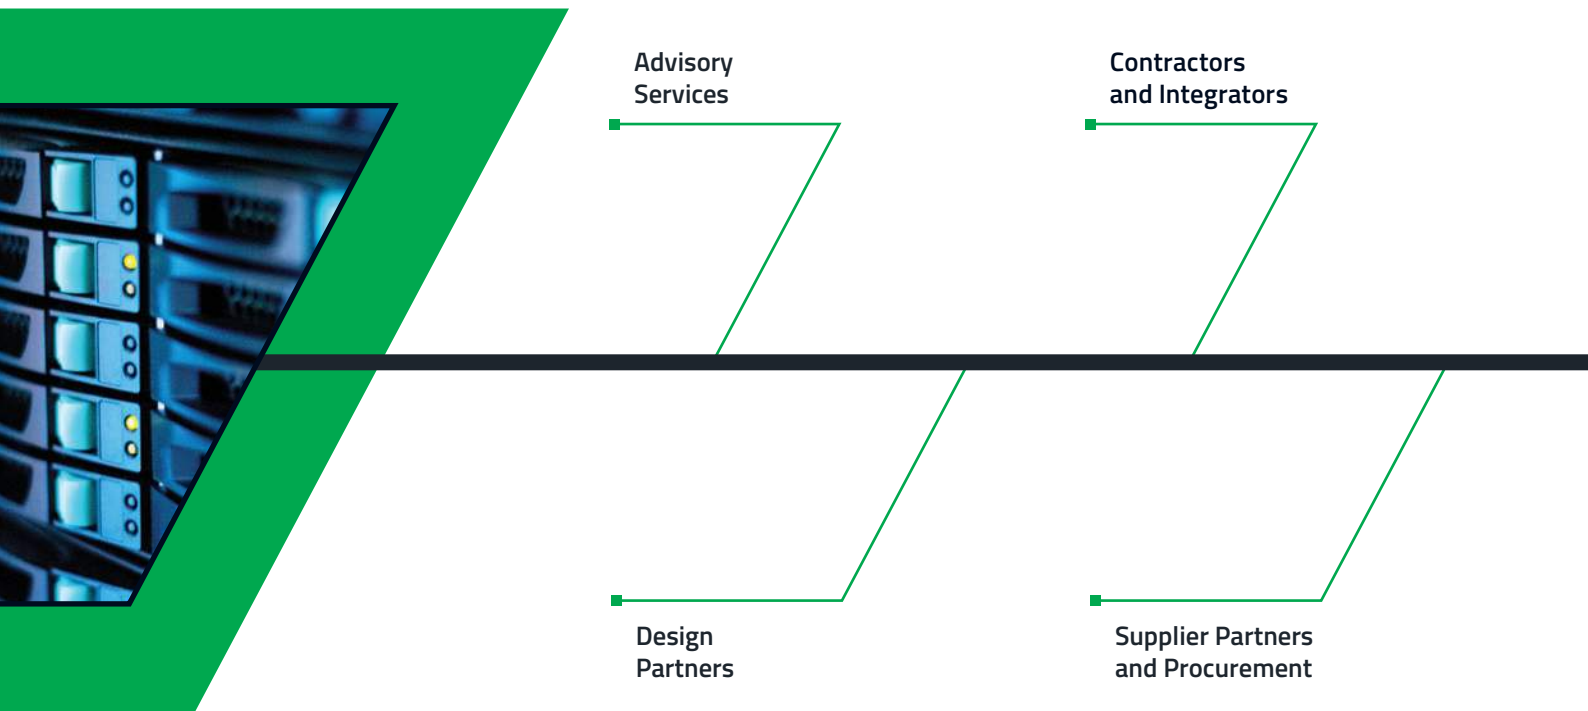 Advisory
Services
Contractors
and Integrators
Design
Partners
Supplier Partners
and Procurement